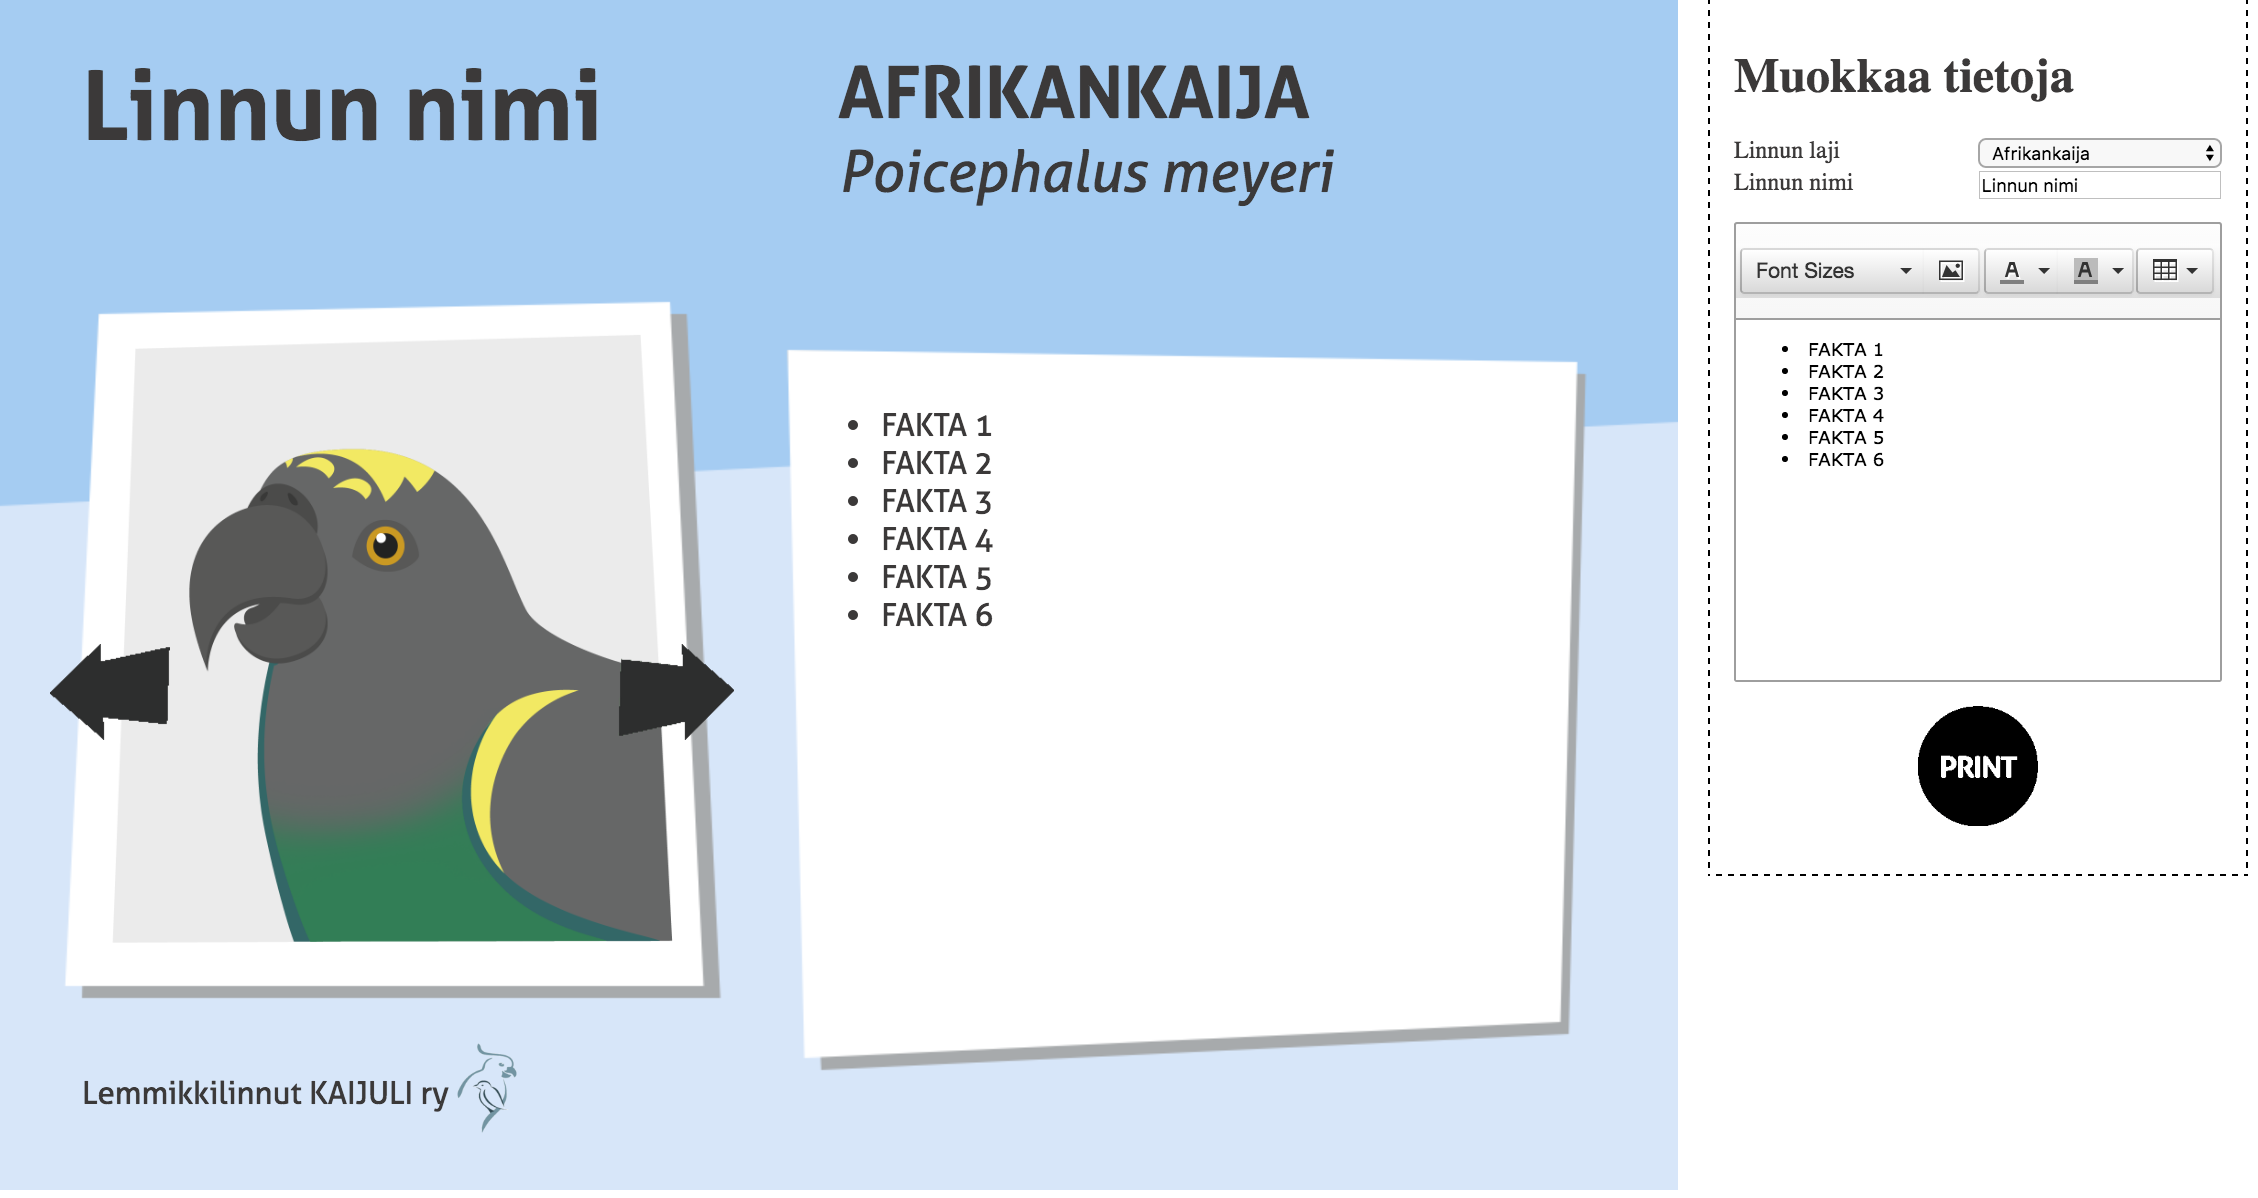 Linnun nimi
AFRIKANKAIJA
Poicephalus meyeri
• FAKTA 1
• FAKTA 2
• FAKTA 3
• FAKTA 4
• FAKTA 5
• FAKTA 6
Lemmikkilinnut KAIJULI ry
Muokkaa tietoja
Linnun laji Afrikankaija
Linnun nimi Linnun nimi
Font Sizes A A
• FAKTA 1
• FAKTA 2
• FAKTA 3
• FAKTA 4
• FAKTA 5
• FAKTA 6
PRINT